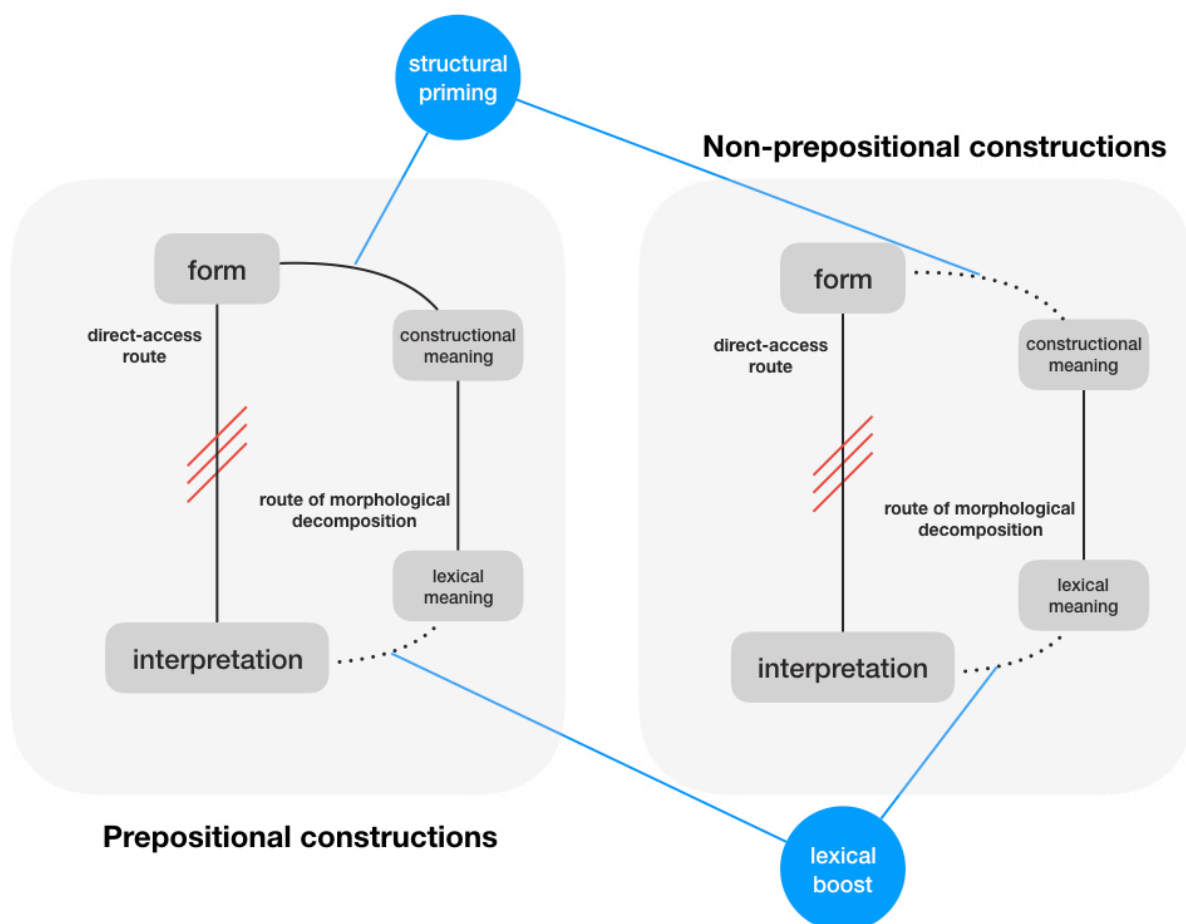 structural
priming
Non-prepositional constructions
form
direct-access
route
constructional
meaning
route of morphological
decomposition
lexical
meaning
interpretation
Prepositional constructions
form
direct-access
route
constructional
meaning
route of morphological
decomposition
lexical
meaning
interpretation
lexical
boost